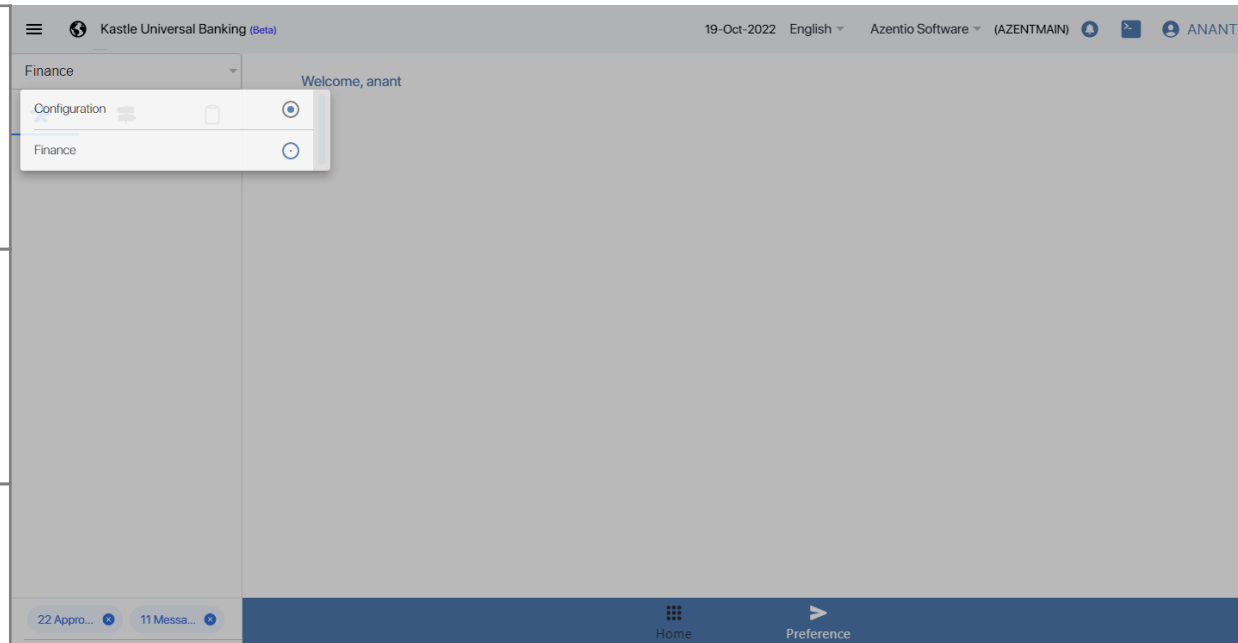 Kastle Universal Banking (Beta)
19-Oct-2022 English Azentio Software (AZENTMAIN) ANANT
Finance
Welcome, anant
Configuration
Finance
22 Appro... 11 Messa...
Home Preference